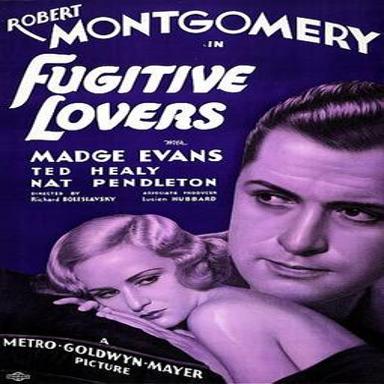 ROBERT
MONTGOMERY
IN
FUGITIVE
LOVERS
With
MADGE EVANS
TED HEALY
NAT PENDLETON
DIRECTED BY ASSOCIATE PRODUCER
Richard BOLESLAVSKY Lucien HUBBARD
A
METRO-GOLDWYN-MAYER
PICTURE